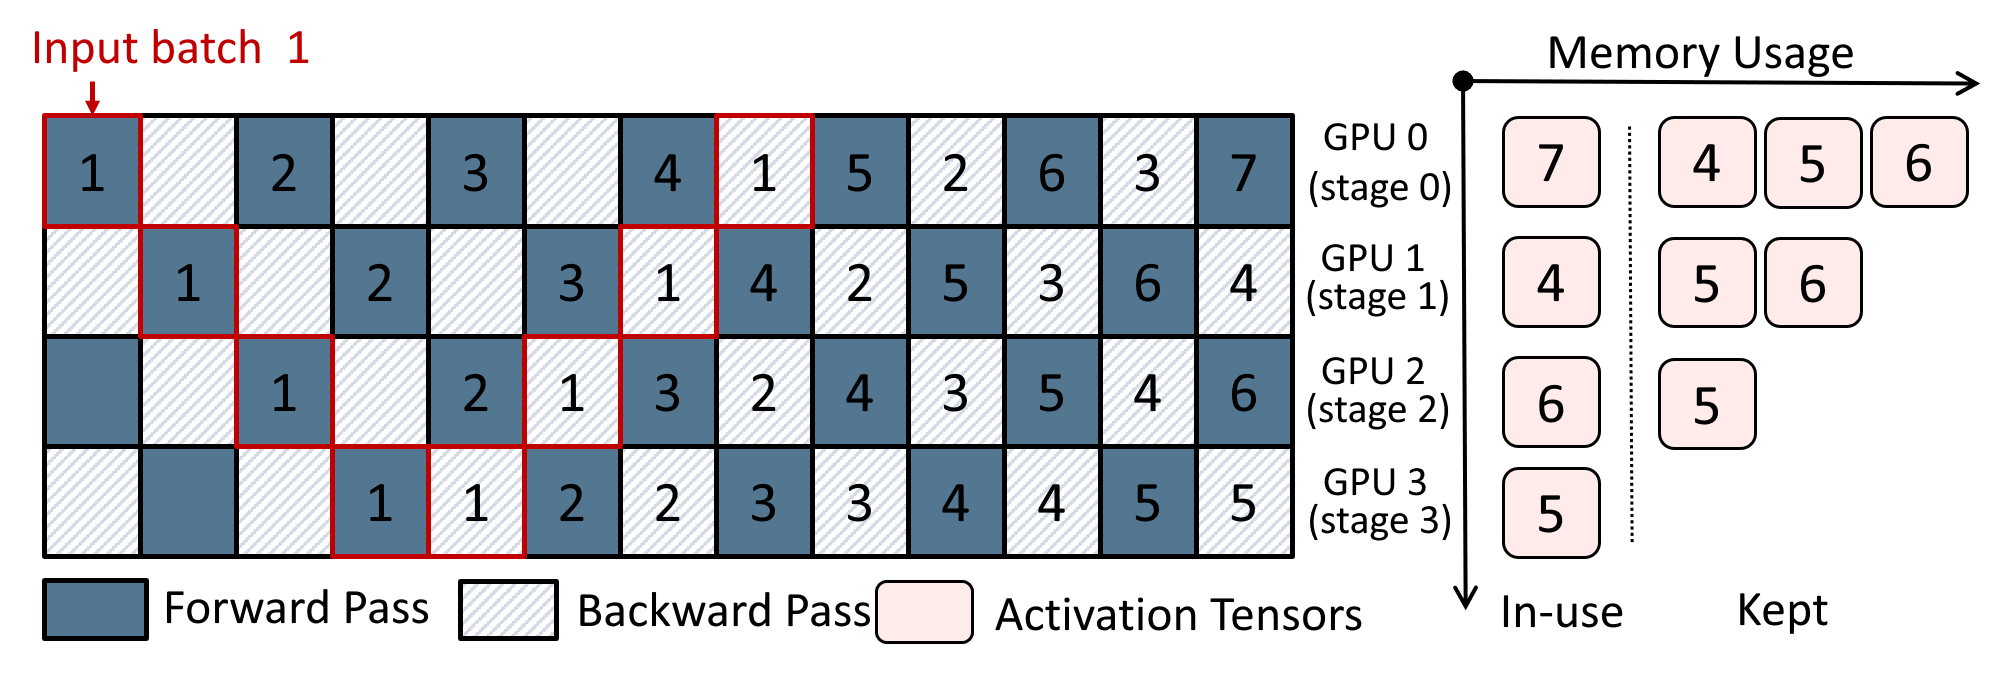 Input batch 1
Memory Usage
1 2 3 4 1 5 2 6 3 7
GPU 0
(stage 0)
7 4 5 6
1 2 3 1 4 2 5 3 6 4
GPU 1
(stage 1)
4 5 6
1 2 1 3 2 4 3 5 4 6
GPU 2
(stage 2)
6 5
1 1 2 2 3 3 4 4 5 5
GPU 3
(stage 3)
5
Forward Pass
Backward Pass
Activation Tensors
In-use
Kept